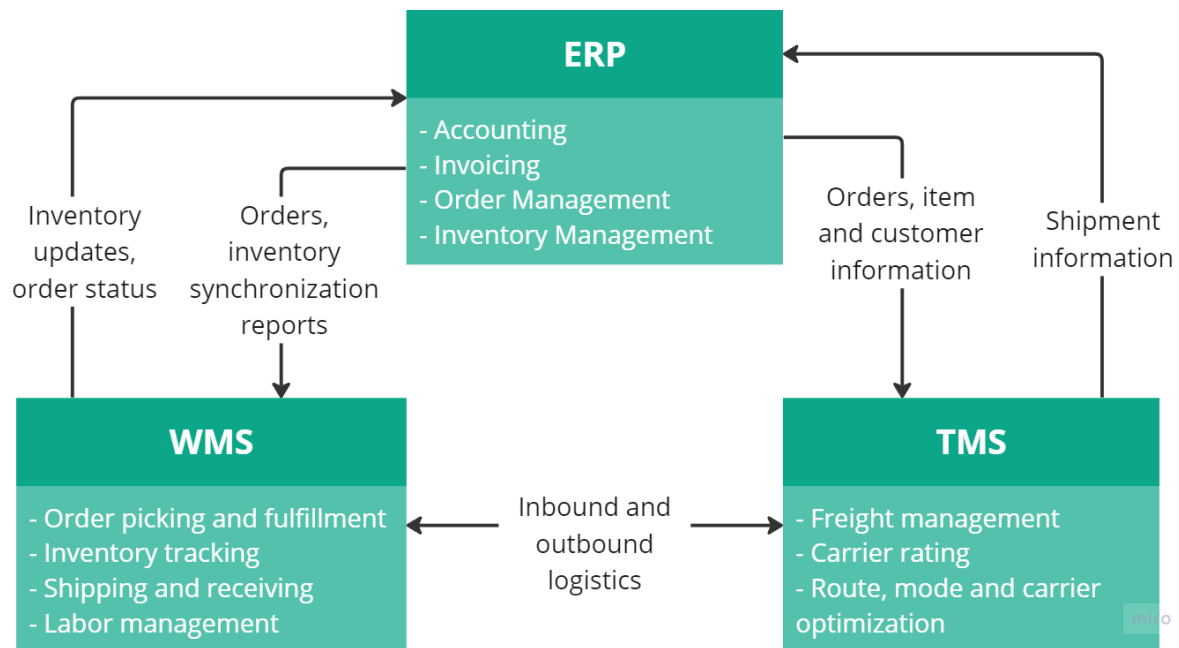 ERP
- Accounting
- Invoicing
- Order Management
- Inventory Management
Inventory
updates,
order status
Orders,
inventory
synchronization
reports
Orders, item
and customer
information
Shipment
information
WMS
- Order picking and fulfillment
- Inventory tracking
- Shipping and receiving
- Labor management
Inbound and
outbound
logistics
TMS
- Freight management
- Carrier rating
- Route, mode and carrier
optimization
miro